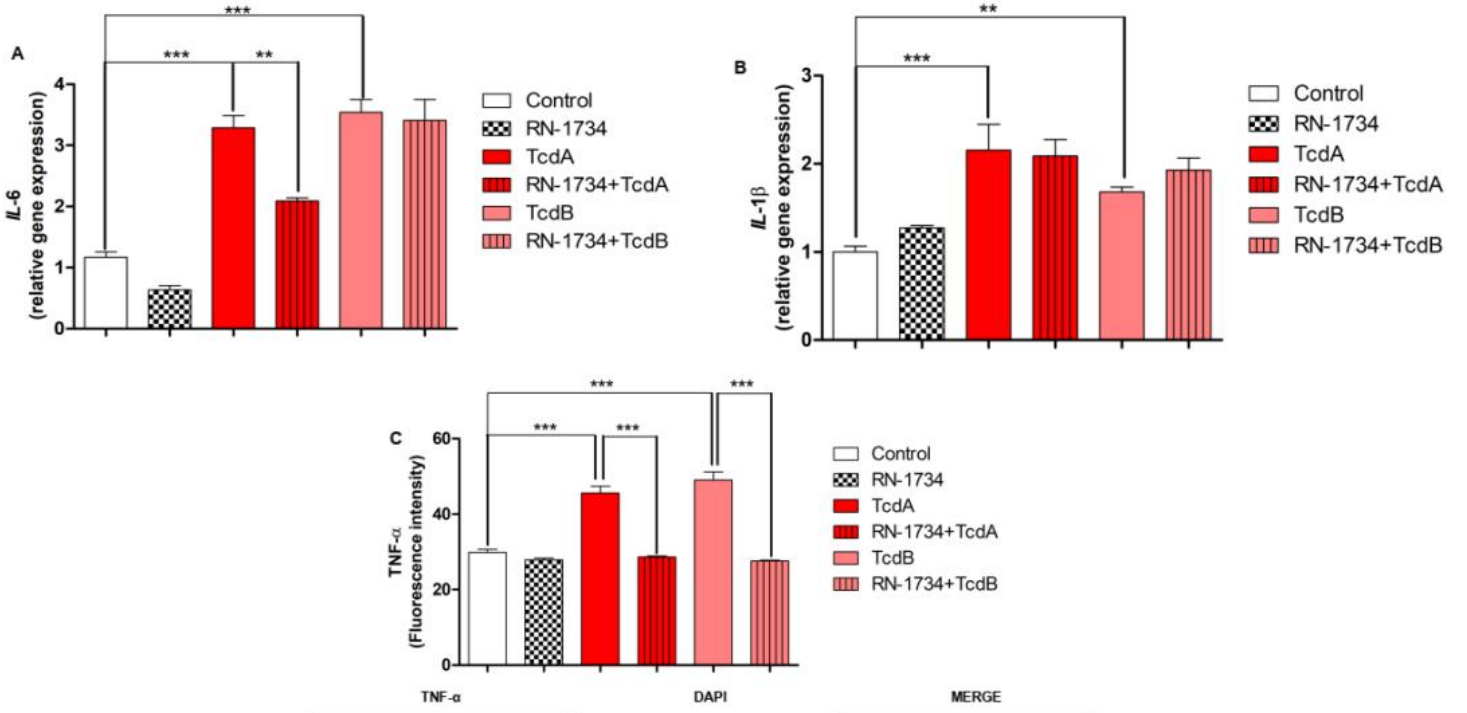 A
***
***
**
IL-6
(relative gene expression)
4
3
2
1
0
Control
RN-1734
TcdA
RN-1734+TcdA
TcdB
RN-1734+TcdB
B
**
***
IL-1β
(relative gene expression)
3
2
1
0
Control
RN-1734
TcdA
RN-1734+TcdA
TcdB
RN-1734+TcdB
C
***
***
***
***
TNF-α
(Fluorescence intensity)
60
40
20
0
Control
RN-1734
TcdA
RN-1734+TcdA
TcdB
RN-1734+TcdB
TNF-α
DAPI
MERGE